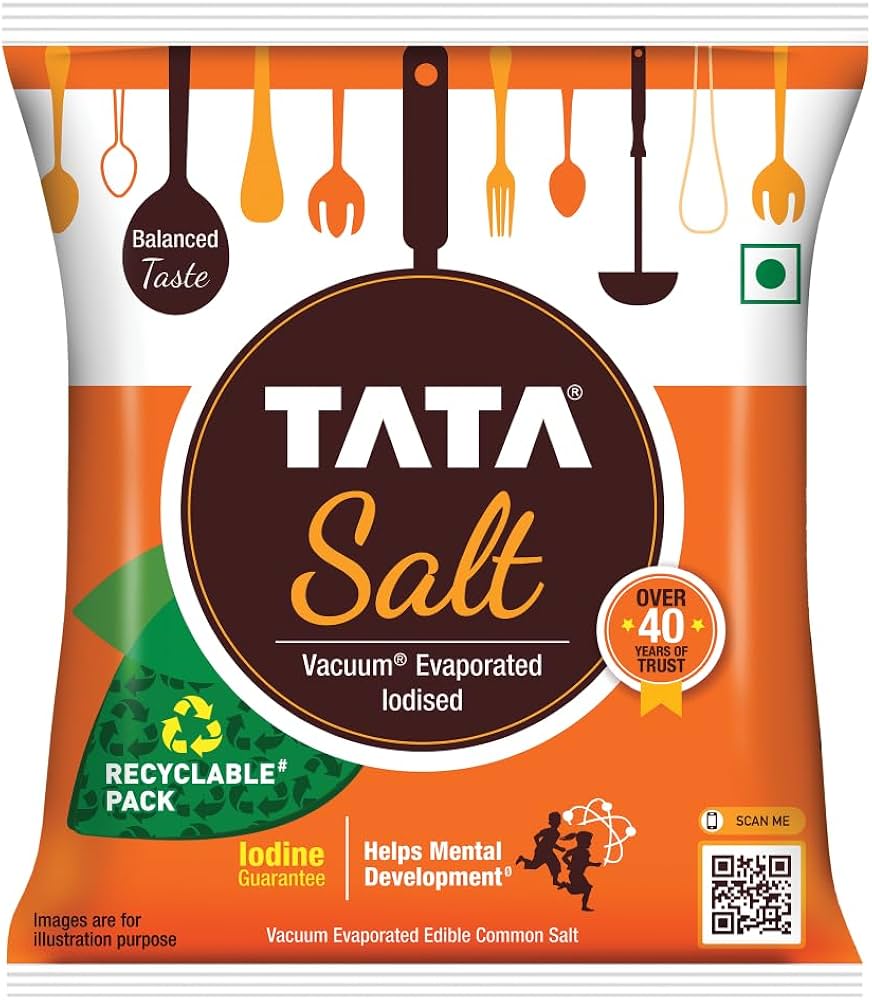 Balanced
Taste
TATA®
Salt
Vacuum® Evaporated
Iodised
OVER
40
YEARS OF
TRUST
RECYCLABLE#
PACK
Iodine
Guarantee
Helps Mental
Development⁰
SCAN ME
Images are for
illustration purpose
Vacuum Evaporated Edible Common Salt